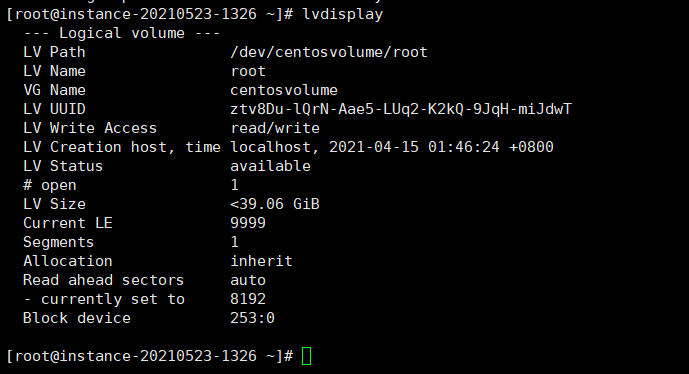 [root@instance-20210523-1326 ~]# lvdisplay
--- Logical volume ---
LV Path                /dev/centosvolume/root
LV Name                root
VG Name                centosvolume
LV UUID                ztv8Du-lQrN-Aae5-LUq2-K2kQ-9JqH-miJdwT
LV Write Access        read/write
LV Creation host, time localhost, 2021-04-15 01:46:24 +0800
LV Status              available
# open                 1
LV Size                <39.06 GiB
Current LE             9999
Segments               1
Allocation             inherit
Read ahead sectors     auto
- currently set to     8192
Block device           253:0
[root@instance-20210523-1326 ~]#